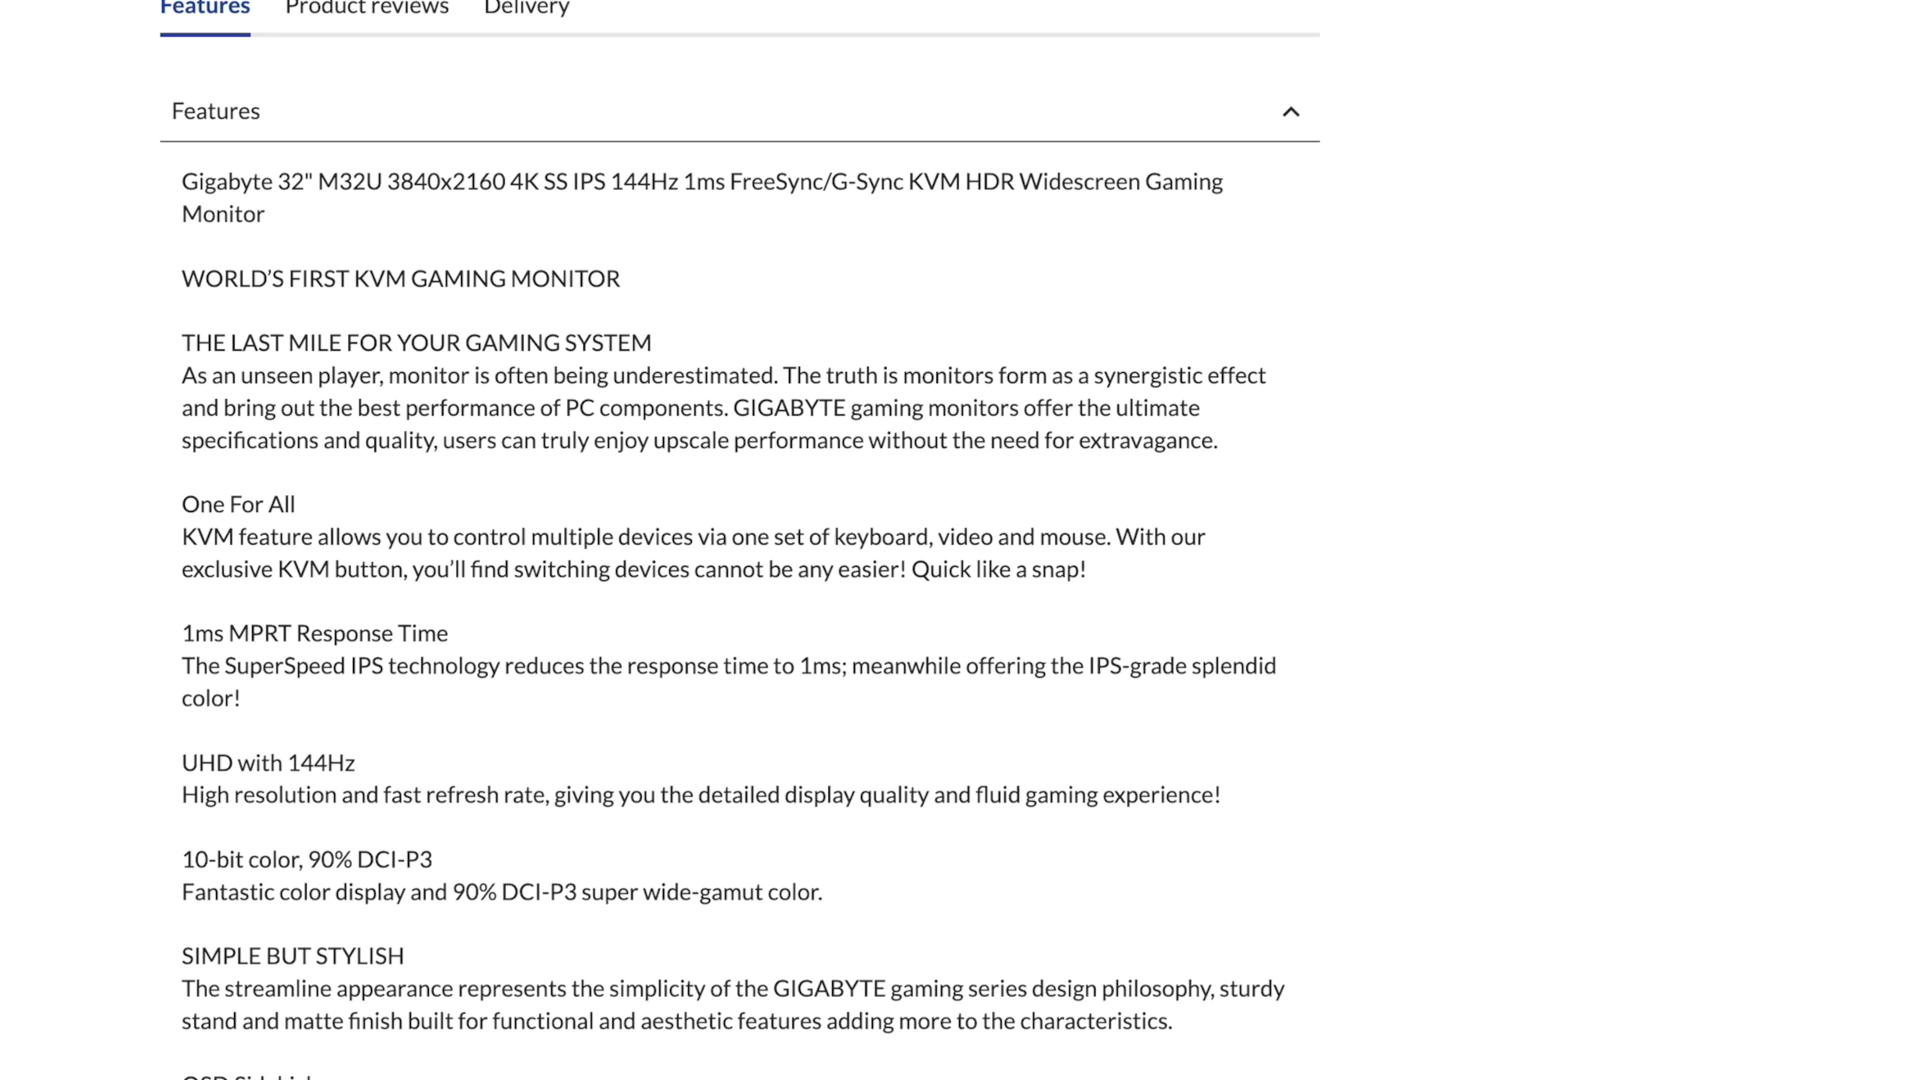 Features Product reviews Delivery
Features
Gigabyte 32" M32U 3840x2160 4K SS IPS 144Hz 1ms FreeSync/G-Sync KVM HDR Widescreen Gaming
Monitor
WORLD’S FIRST KVM GAMING MONITOR
THE LAST MILE FOR YOUR GAMING SYSTEM
As an unseen player, monitor is often being underestimated. The truth is monitors form as a synergistic effect
and bring out the best performance of PC components. GIGABYTE gaming monitors offer the ultimate
specifications and quality, users can truly enjoy upscale performance without the need for extravagance.
One For All
KVM feature allows you to control multiple devices via one set of keyboard, video and mouse. With our
exclusive KVM button, you’ll find switching devices cannot be any easier! Quick like a snap!
1ms MPRT Response Time
The SuperSpeed IPS technology reduces the response time to 1ms; meanwhile offering the IPS-grade splendid
color!
UHD with 144Hz
High resolution and fast refresh rate, giving you the detailed display quality and fluid gaming experience!
10-bit color, 90% DCI-P3
Fantastic color display and 90% DCI-P3 super wide-gamut color.
SIMPLE BUT STYLISH
The streamline appearance represents the simplicity of the GIGABYTE gaming series design philosophy, sturdy
stand and matte finish built for functional and aesthetic features adding more to the characteristics.